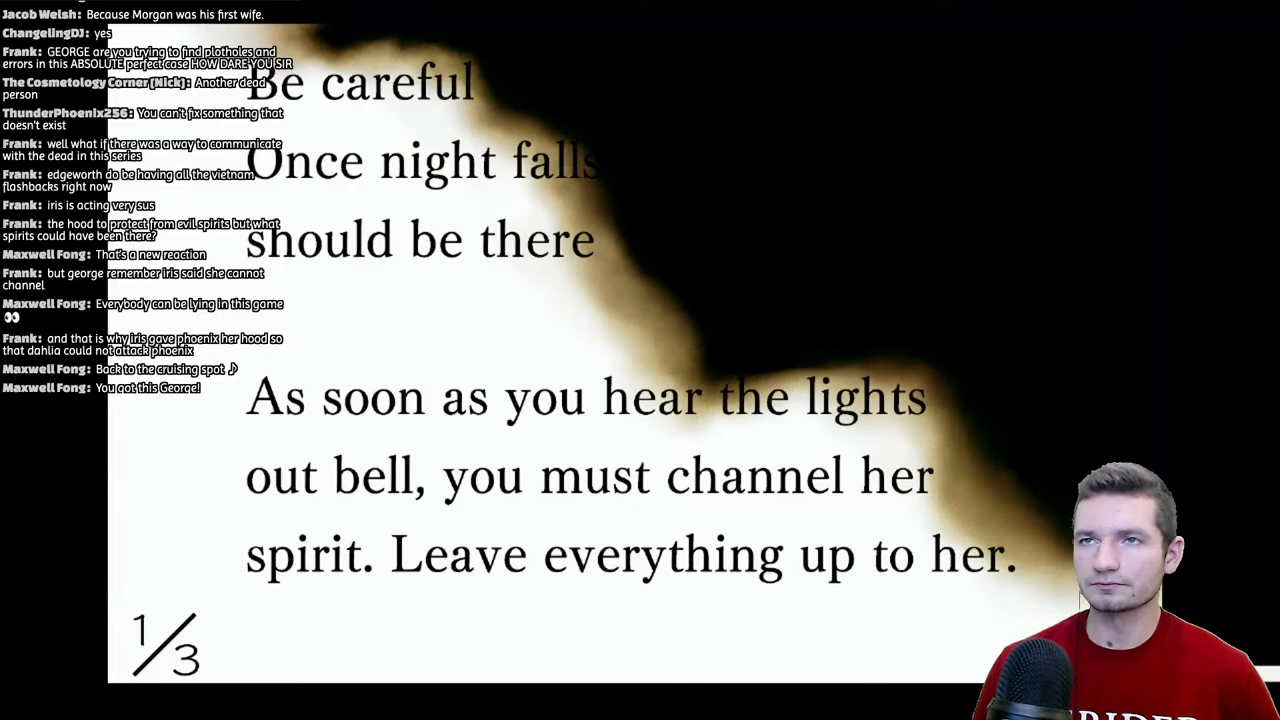 Jacob Welsh: Because Morgan was his first wife.
ChangelingDJ: yes
Frank: GEORGE are you trying to find plotholes and
errors in this ABSOLUTE perfect case HOW DARE YOU SIR
The Cosmetology Corner (Nick): Another dead
person
ThunderPhoenix256: You can't fix something that
doesn't exist
Frank: well what if there was a way to communicate
with the dead in this series
Frank: edgeworth do be having all the vietnam
flashbacks right now
Frank: iris is acting very sus
Frank: the hood to protect from evil spirits but what
spirits could have been there?
Maxwell Fong: That's a new reaction
Frank: but george remember iris said she cannot
channel
Maxwell Fong: Everybody can be lying in this game
👀
Frank: and that is why iris gave phoenix her hood so
that dahlia could not attack phoenix
Maxwell Fong: Back to the cruising spot ♪
Maxwell Fong: You got this George!
Be careful
Once night falls
should be there
As soon as you hear the lights
out bell, you must channel her
spirit. Leave everything up to her.
1/3